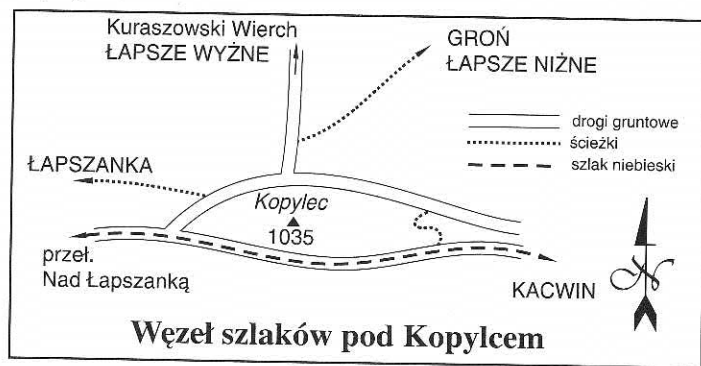 Kuraszowski Wierch
ŁAPSZE WYŻNE
GROŃ
ŁAPSZE NIŻNE
drogi gruntowe
ścieżki
szlak niebieski
ŁAPSZANKA
Kopylec
1035
przeł.
Nad Łapszanką
KACWIN
N
Węzeł szlaków pod Kopylcem